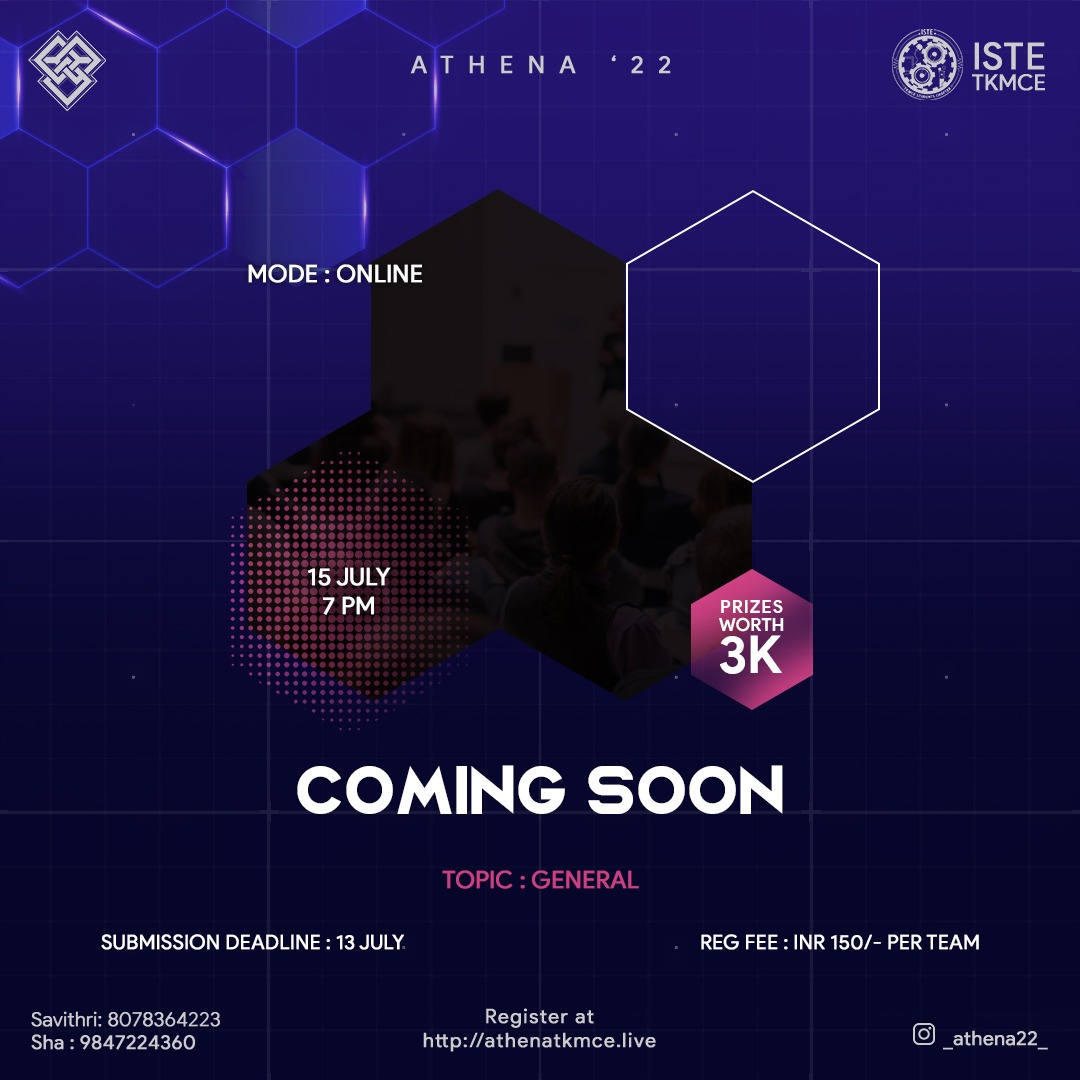 ATHENA ‘22
ISTE
TKMCE
MODE : ONLINE
15 JULY
7 PM
PRIZES
WORTH
3K
COMING SOON
TOPIC : GENERAL
SUBMISSION DEADLINE : 13 JULY
REG FEE : INR 150/- PER TEAM
Savithri: 8078364223
Sha : 9847224360
Register at
http://athenatkmce.live
_athena22_